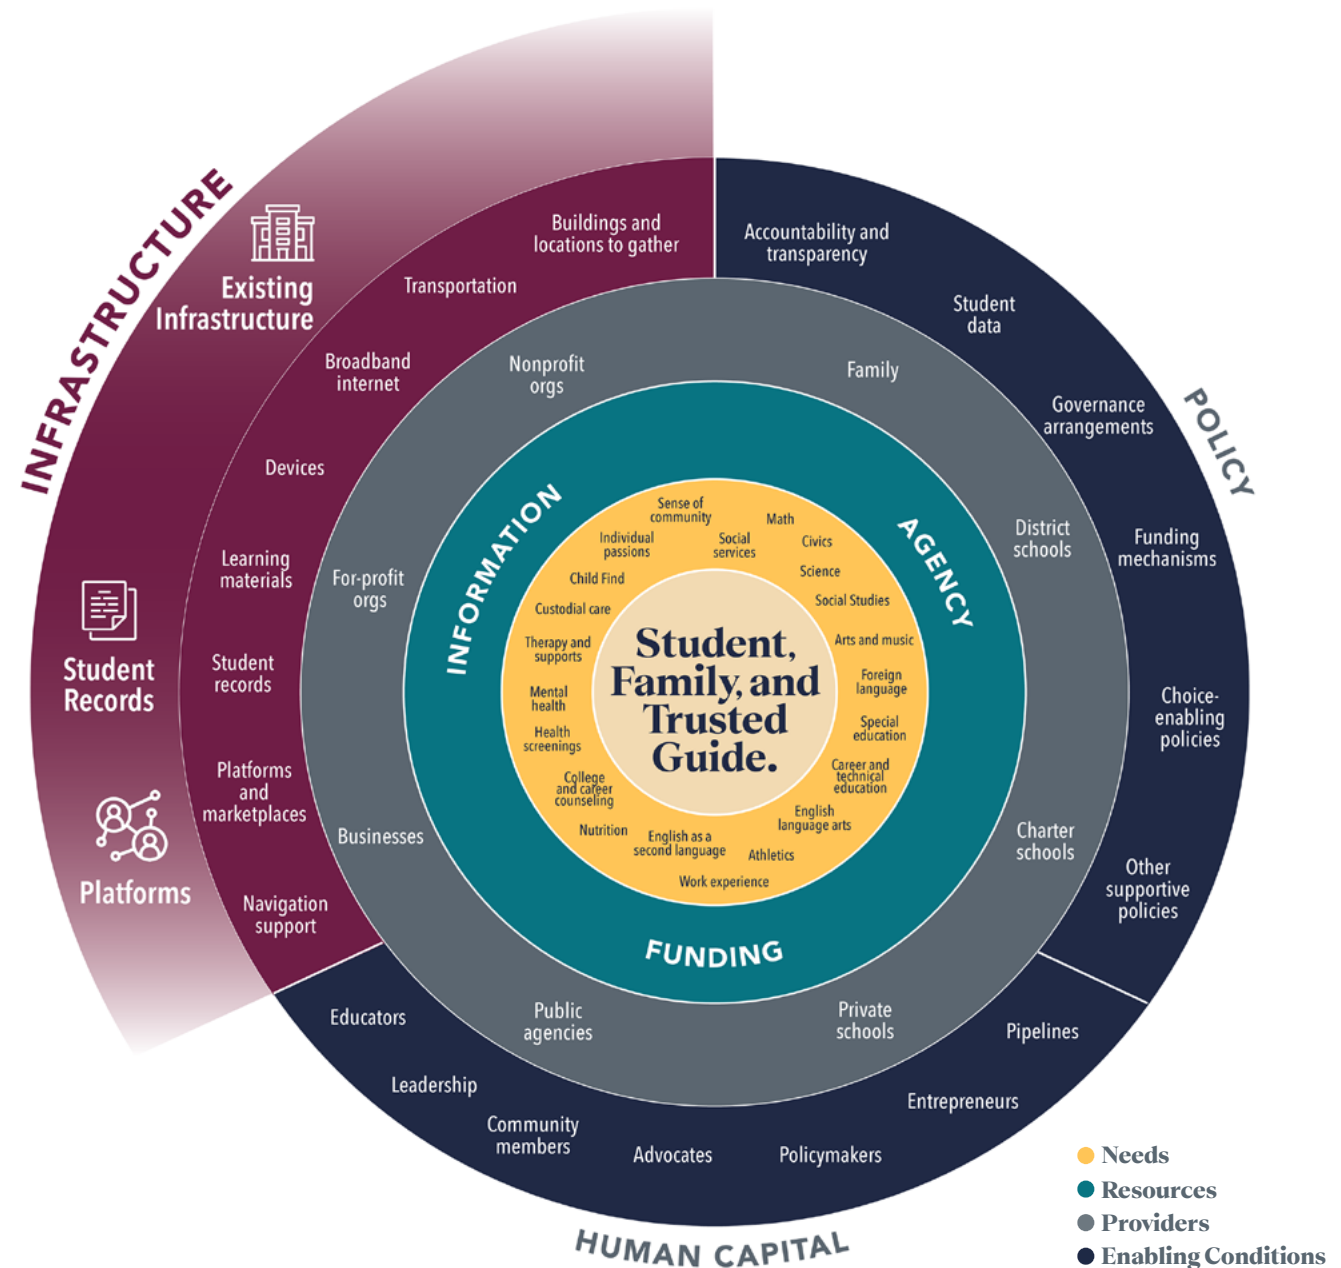 INFRASTRUCTURE
Existing
Infrastructure
Student
Records
Platforms
Buildings and
locations to gather
Transportation
Broadband
internet
Devices
Learning
materials
Student
records
Platforms
and
marketplaces
Navigation
support
POLICY
Accountability and
transparency
Student
data
Governance
arrangements
Funding
mechanisms
Choice-
enabling
policies
Other
supportive
policies
HUMAN CAPITAL
Educators
Leadership
Community
members
Advocates
Policymakers
Entrepreneurs
Pipelines
Nonprofit
orgs
Family
For-profit
orgs
District
schools
Businesses
Charter
schools
Public
agencies
Private
schools
INFORMATION
AGENCY
FUNDING
Sense of
community
Math
Individual
passions
Social
services
Civics
Child Find
Science
Custodial care
Social Studies
Therapy and
supports
Arts and music
Mental
health
Foreign
language
Health
screenings
Special
education
College
and career
counseling
Career and
technical
education
Nutrition
English as a
second language
English
language arts
Athletics
Work experience
Student,
Family, and
Trusted
Guide.
Needs
Resources
Providers
Enabling Conditions